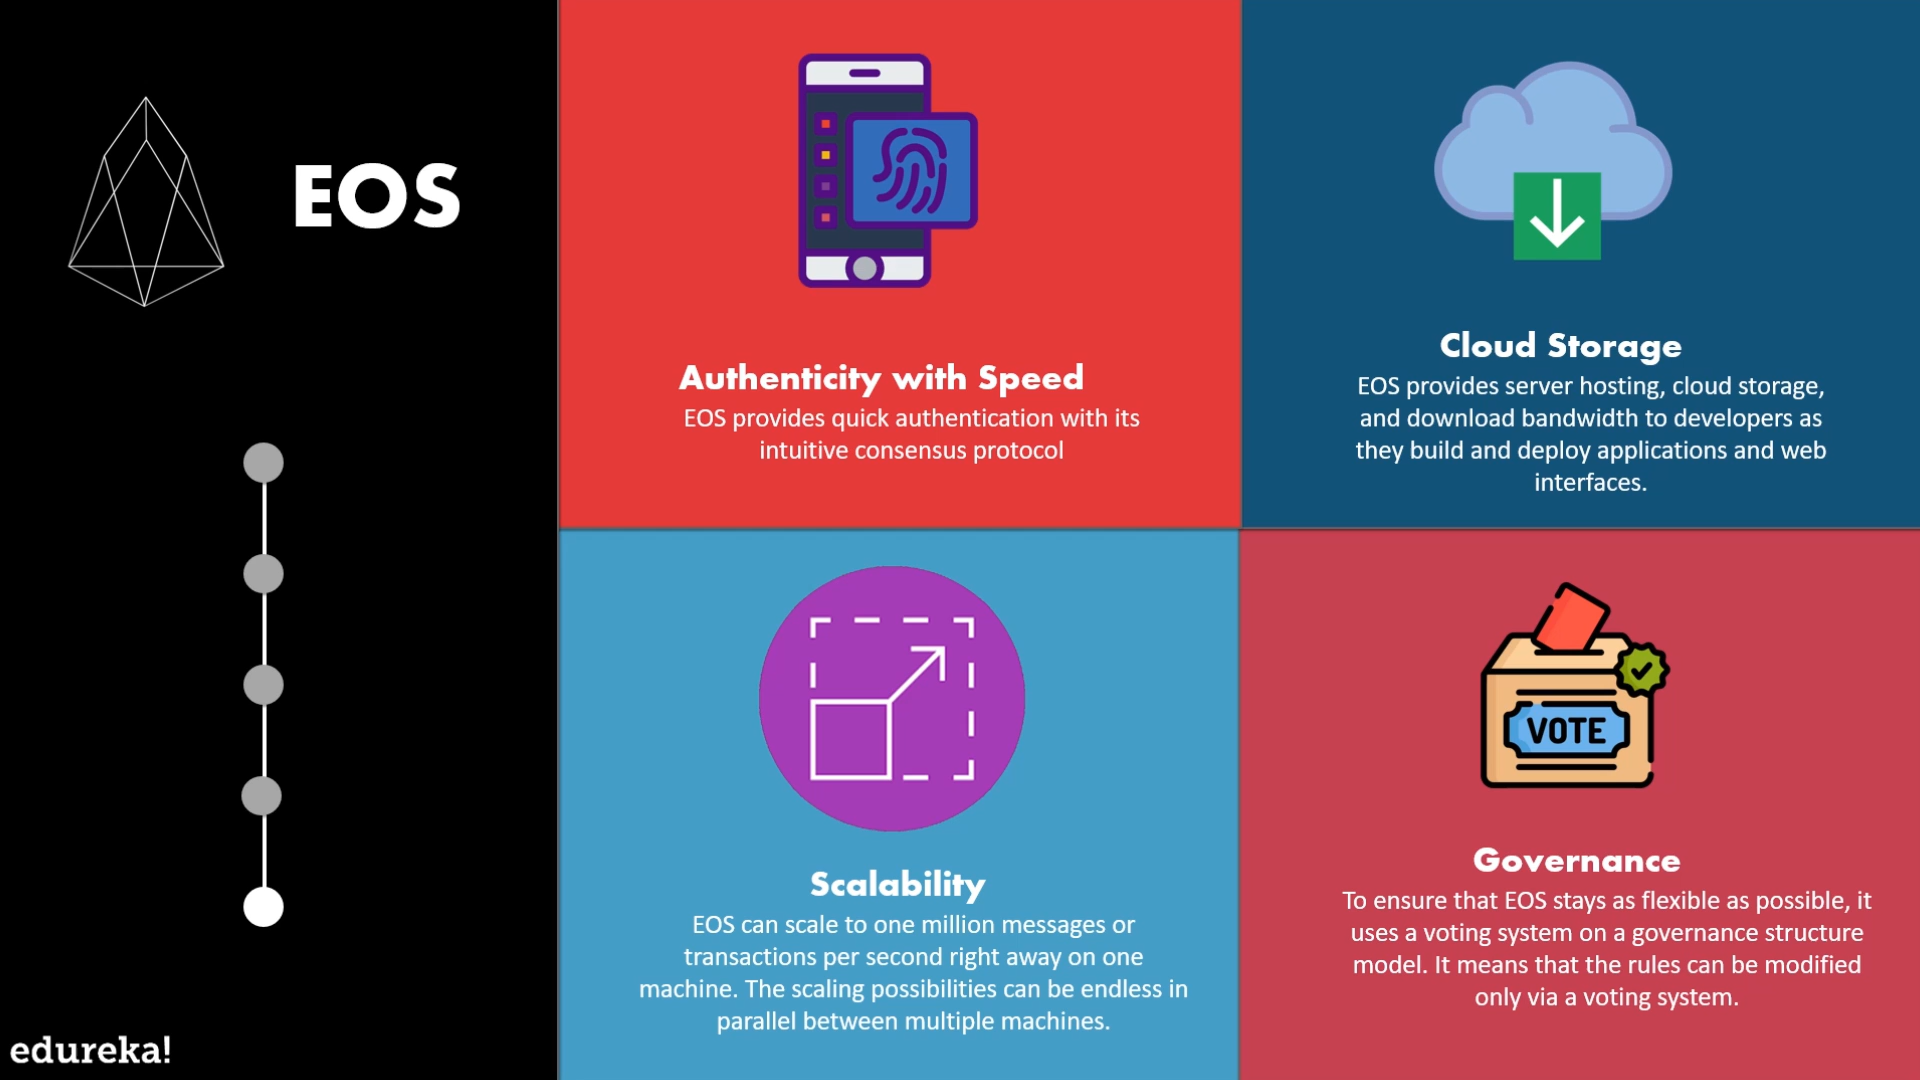 EOS
Authenticity with Speed
EOS provides quick authentication with its
intuitive consensus protocol
Cloud Storage
EOS provides server hosting, cloud storage,
and download bandwidth to developers as
they build and deploy applications and web
interfaces.
Scalability
EOS can scale to one million messages or
transactions per second right away on one
machine. The scaling possibilities can be endless in
parallel between multiple machines.
VOTE
Governance
To ensure that EOS stays as flexible as possible, it
uses a voting system on a governance structure
model. It means that the rules can be modified
only via a voting system.
edureka!